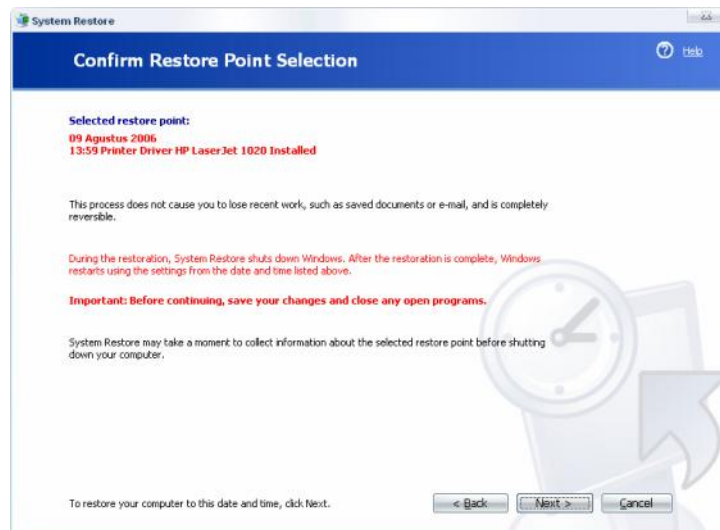 System Restore
Confirm Restore Point Selection
Help
Selected restore point:
09 Agustus 2006
13:59 Printer Driver HP LaserJet 1020 Installed
This process does not cause you to lose recent work, such as saved documents or e-mail, and is completely
reversible.
During the restoration, System Restore shuts down Windows. After the restoration is complete, Windows
restarts using the settings from the date and time listed above.
Important: Before continuing, save your changes and close any open programs.
System Restore may take a moment to collect information about the selected restore point before shutting
down your computer.
To restore your computer to this date and time, click Next.
< Back Next > Cancel